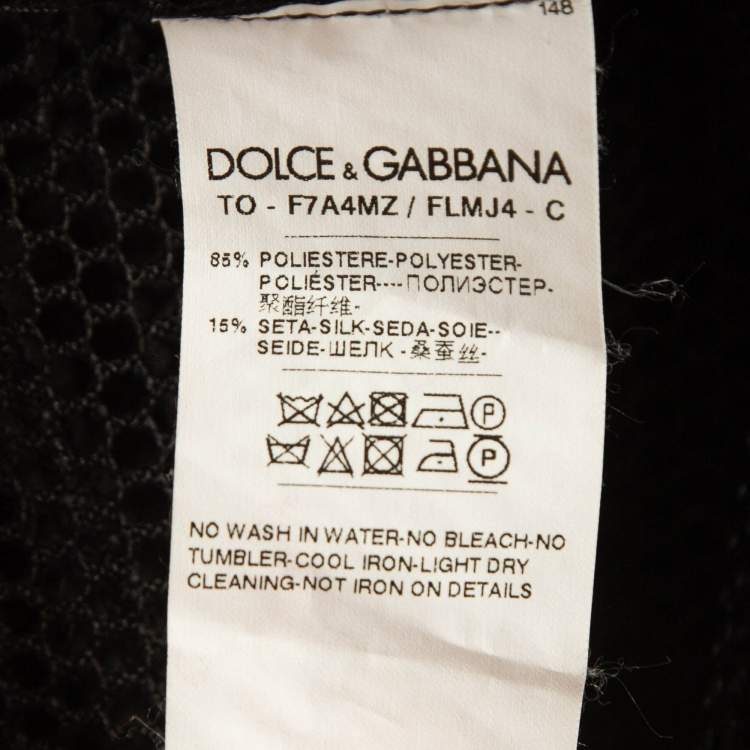 148
DOLCE & GABBANA
TO - F7A4MZ / FLMJ4 - C
85% POLIESTERE-POLYESTER-
POLIÉSTER----ПОЛИЭСТЕР-
聚酯纤维-
15% SETA-SILK-SEDA-SOIE--
SEIDE-ШЕЛК -桑蚕丝-
P
P
NO WASH IN WATER-NO BLEACH-NO
TUMBLER-COOL IRON-LIGHT DRY
CLEANING-NOT IRON ON DETAILS